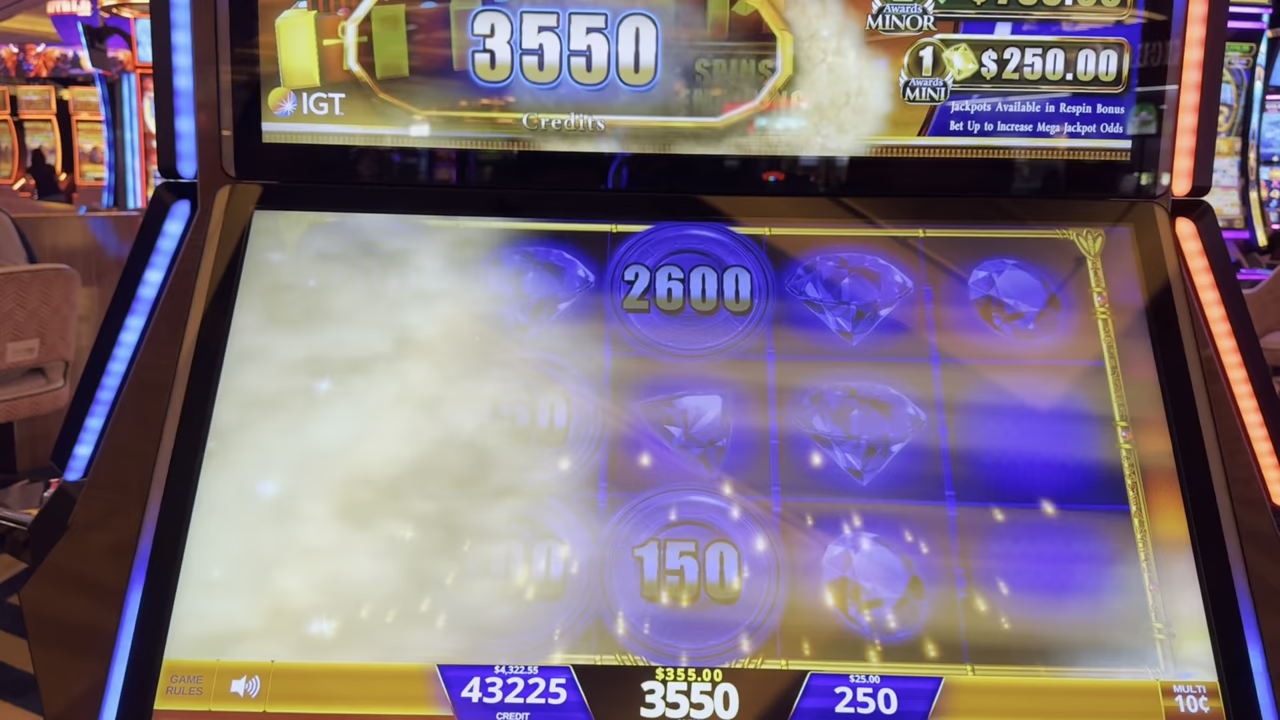 3550
Credits
IGT
Awards
MINOR
1
Awards
MINI
$250.00
Jackpots Available in Respin Bonus
Bet Up to Increase Mega Jackpot Odds
2600
150
GAME
RULES
$4,322.55
43225
CREDIT
$355.00
3550
$25.00
250
MULTI
10¢